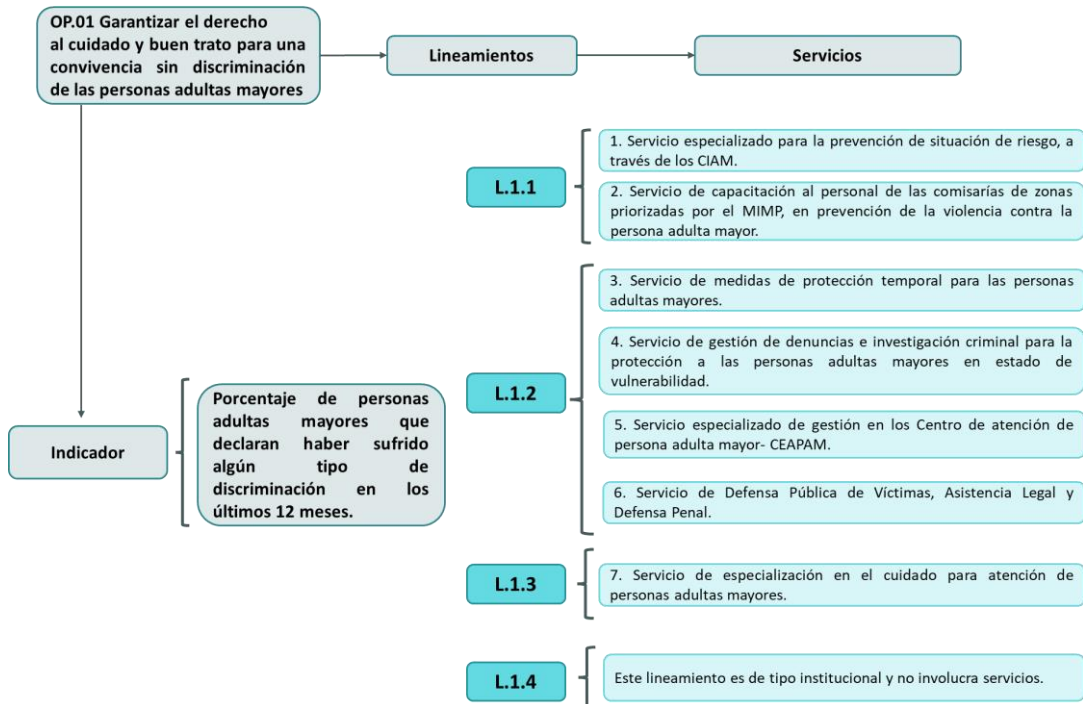 OP.01 Garantizar el derecho
al cuidado y buen trato para una
convivencia sin discriminación
de las personas adultas mayores
Lineamientos
Servicios
L.1.1
1. Servicio especializado para la prevención de situación de riesgo, a
través de los CIAM.
2. Servicio de capacitación al personal de las comisarías de zonas
priorizadas por el MIMP, en prevención de la violencia contra la
persona adulta mayor.
L.1.2
3. Servicio de medidas de protección temporal para las personas
adultas mayores.
4. Servicio de gestión de denuncias e investigación criminal para la
protección a las personas adultas mayores en estado de
vulnerabilidad.
5. Servicio especializado de gestión en los Centro de atención de
persona adulta mayor- CEAPAM.
6. Servicio de Defensa Pública de Víctimas, Asistencia Legal y
Defensa Penal.
Indicador
Porcentaje de personas
adultas mayores que
declaran haber sufrido
algún tipo de
discriminación en los
últimos 12 meses.
L.1.3
7. Servicio de especialización en el cuidado para atención de
personas adultas mayores.
L.1.4
Este lineamiento es de tipo institucional y no involucra servicios.